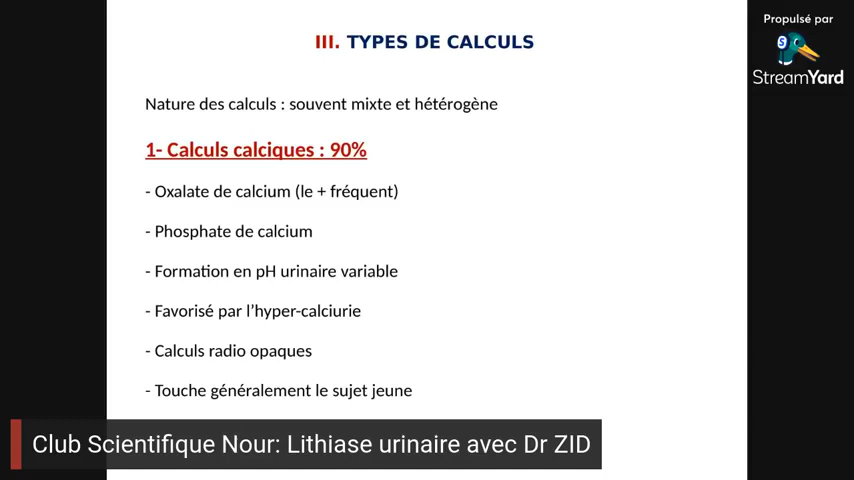 III. TYPES DE CALCULS
Propulsé par
S
StreamYard
Nature des calculs : souvent mixte et hétérogène
1- Calculs calciques : 90%
- Oxalate de calcium (le + fréquent)
- Phosphate de calcium
- Formation en pH urinaire variable
- Favorisé par l’hyper-calciurie
- Calculs radio opaques
- Touche généralement le sujet jeune
Club Scientifique Nour: Lithiase urinaire avec Dr ZID